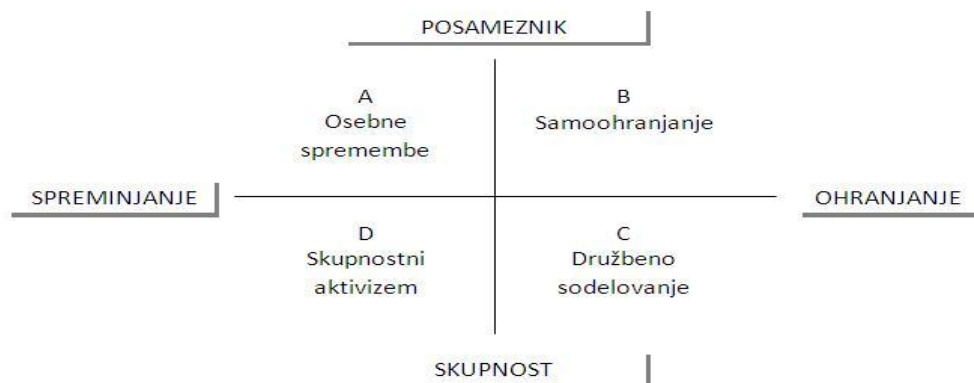 POSAMEZNIK
A
Osebne
spremembe
B
Samoohranjanje
SPREMINJANJE
OHRANJANJE
D
Skupnostni
aktivizem
C
Družbeno
sodelovanje
SKUPNOST